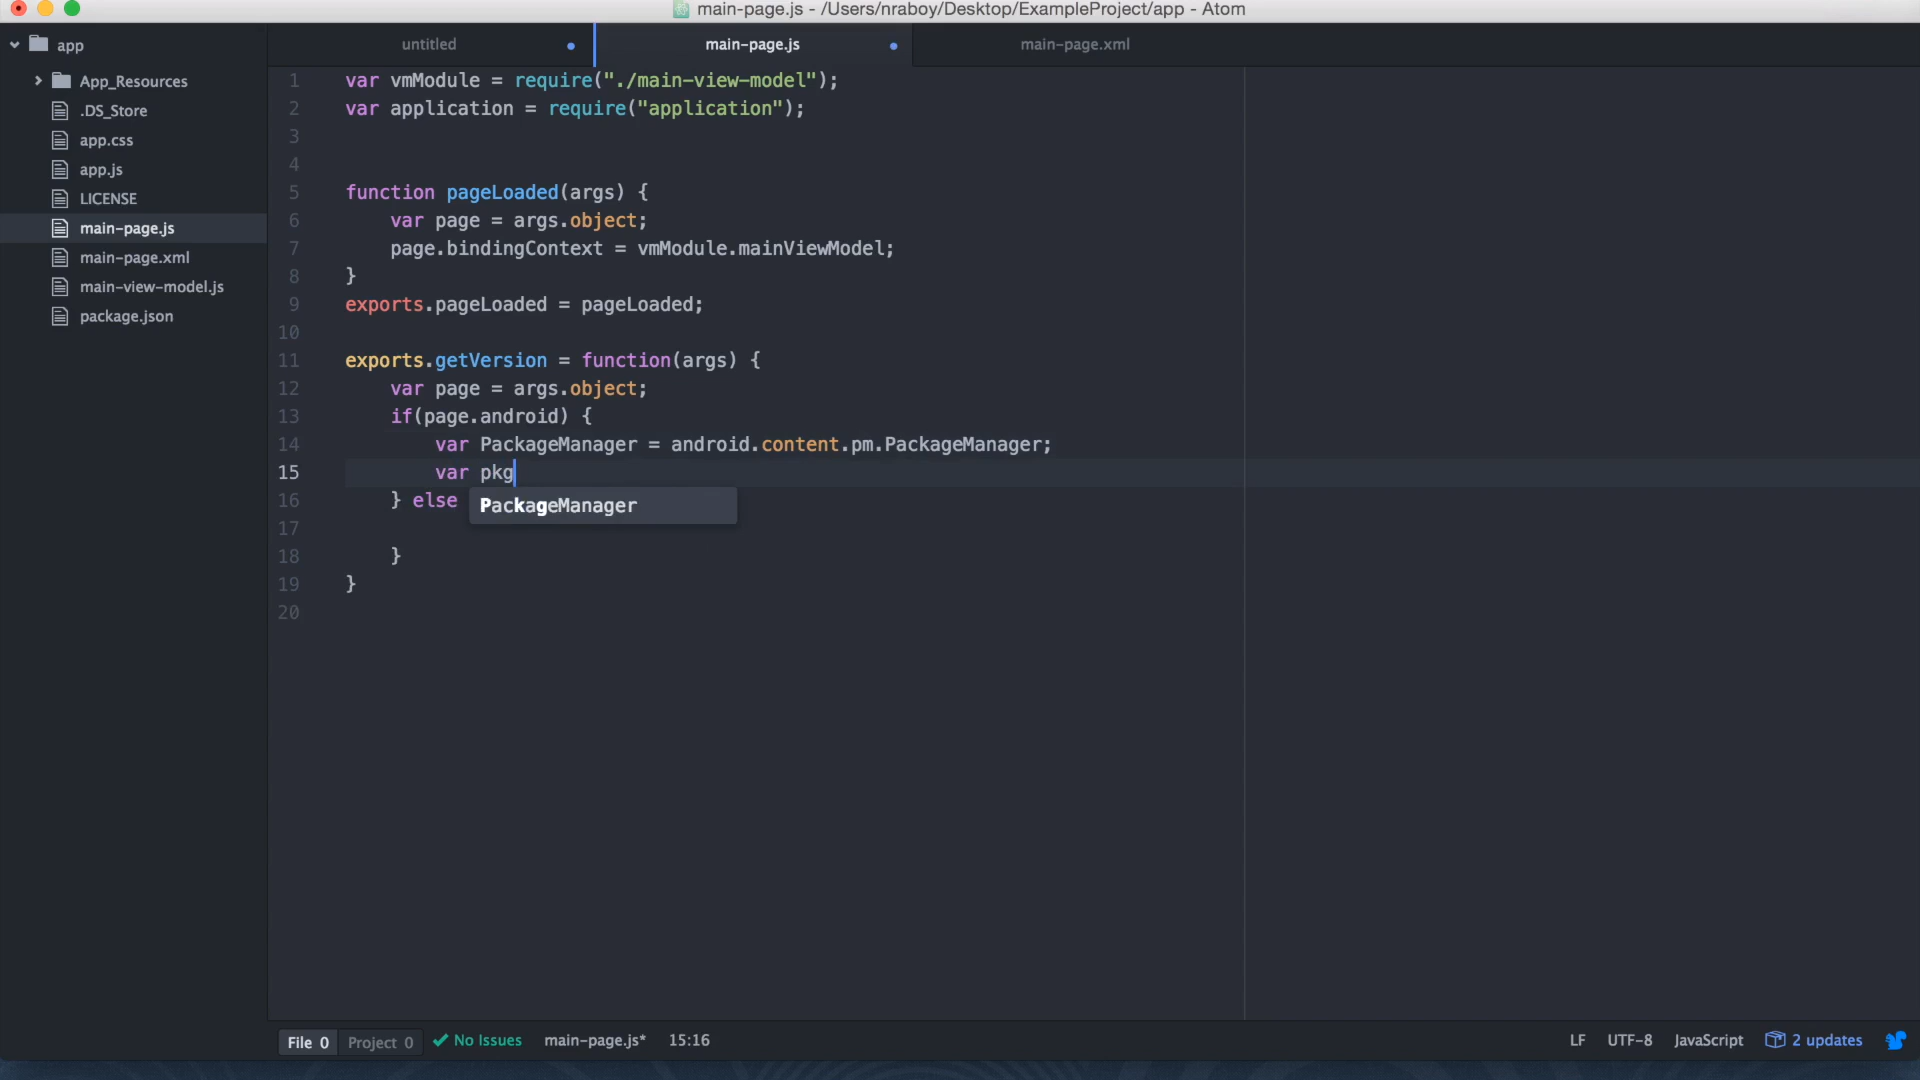 main-page.js - /Users/nraboy/Desktop/ExampleProject/app - Atom
app
App_Resources
.DS_Store
app.css
app.js
LICENSE
main-page.js
main-page.xml
main-view-model.js
package.json
untitled
main-page.js
main-page.xml
1 var vmModule = require("./main-view-model");
2 var application = require("application");
3
4
5 function pageLoaded(args) {
6 var page = args.object;
7 page.bindingContext = vmModule.mainViewModel;
8 }
9 exports.pageLoaded = pageLoaded;
10
11 exports.getVersion = function(args) {
12 var page = args.object;
13 if(page.android) {
14 var PackageManager = android.content.pm.PackageManager;
15 var pkg
16 } else
PackageManager
17
18 }
19 }
20
File 0 Project 0 No Issues main-page.js* 15:16 LF UTF-8 JavaScript 2 updates